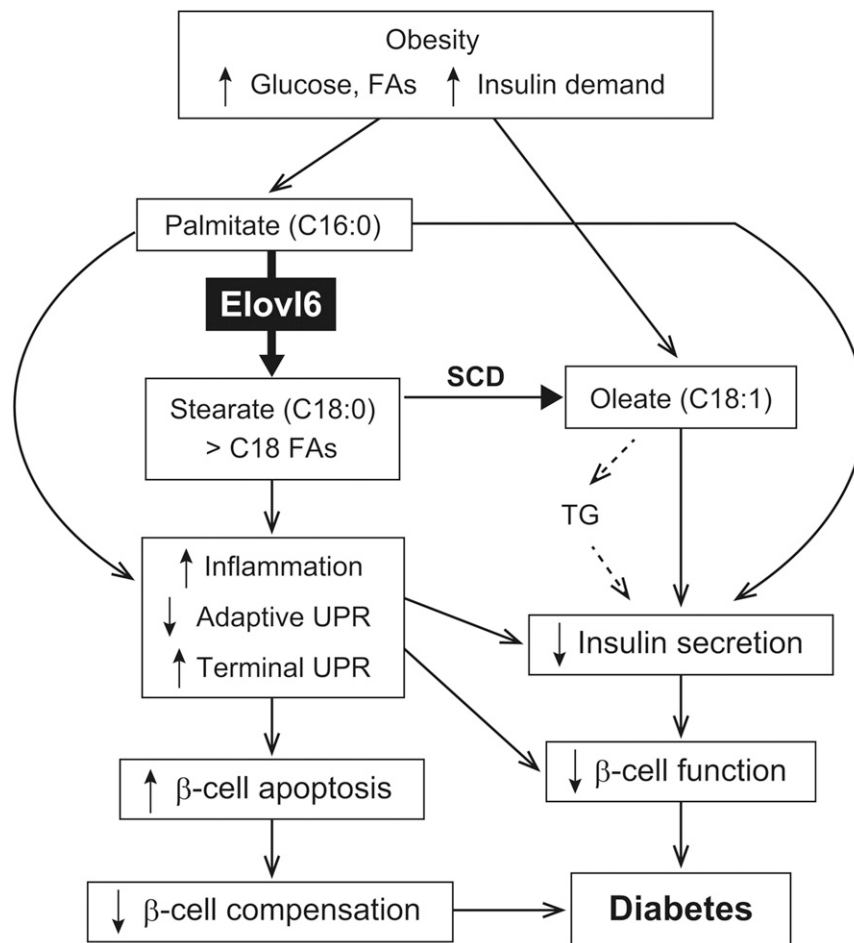 Obesity
↑ Glucose, FAs ↑ Insulin demand
Palmitate (C16:0)
Elovl6
SCD
Stearate (C18:0)
> C18 FAs
Oleate (C18:1)
TG
↑ Inflammation
↓ Adaptive UPR
↑ Terminal UPR
↓ Insulin secretion
↑ β-cell apoptosis
↓ β-cell function
↓ β-cell compensation
Diabetes